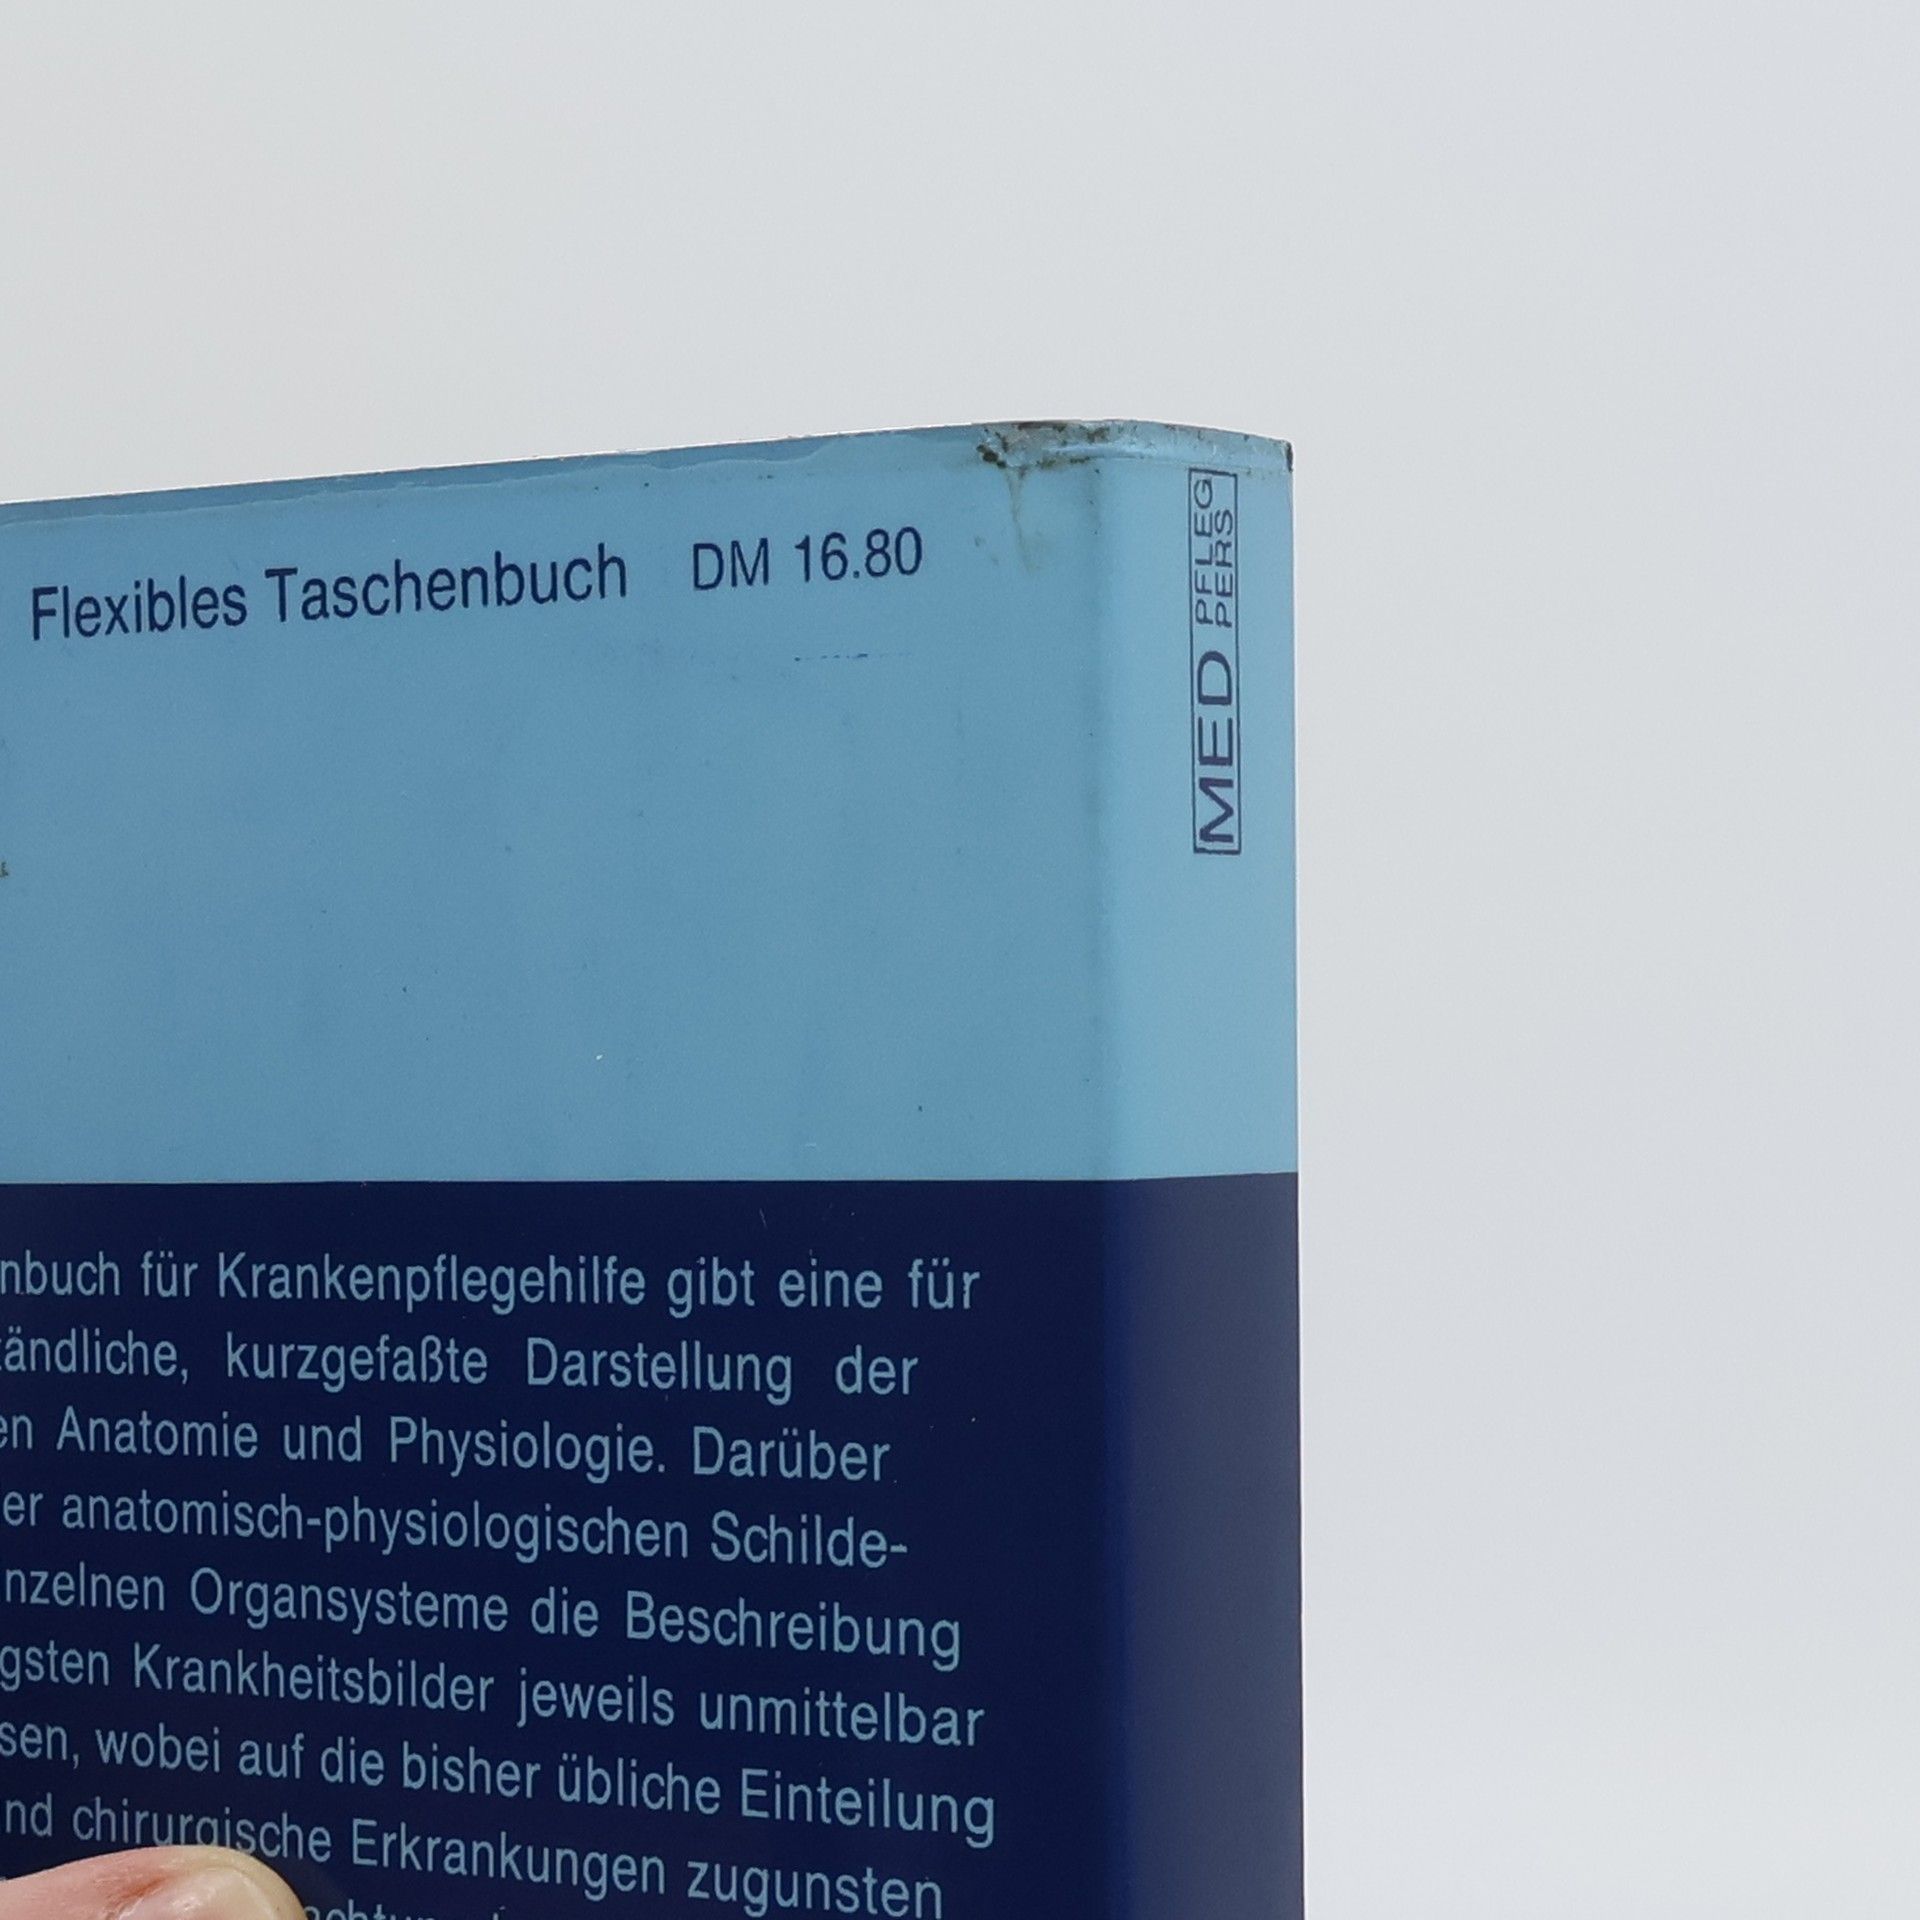 Flexibles Taschenbuch DM 16.80
MED PFLEG
PERS
nbuch für Krankenpflegehilfe gibt eine für
tändliche, kurzgefaßte Darstellung der
en Anatomie und Physiologie. Darüber
er anatomisch-physiologischen Schilde-
inzelnen Organsysteme die Beschreibung
gsten Krankheitsbilder jeweils unmittelbar
sen, wobei auf die bisher übliche Einteilung
nd chirurgische Erkrankungen zugunsten